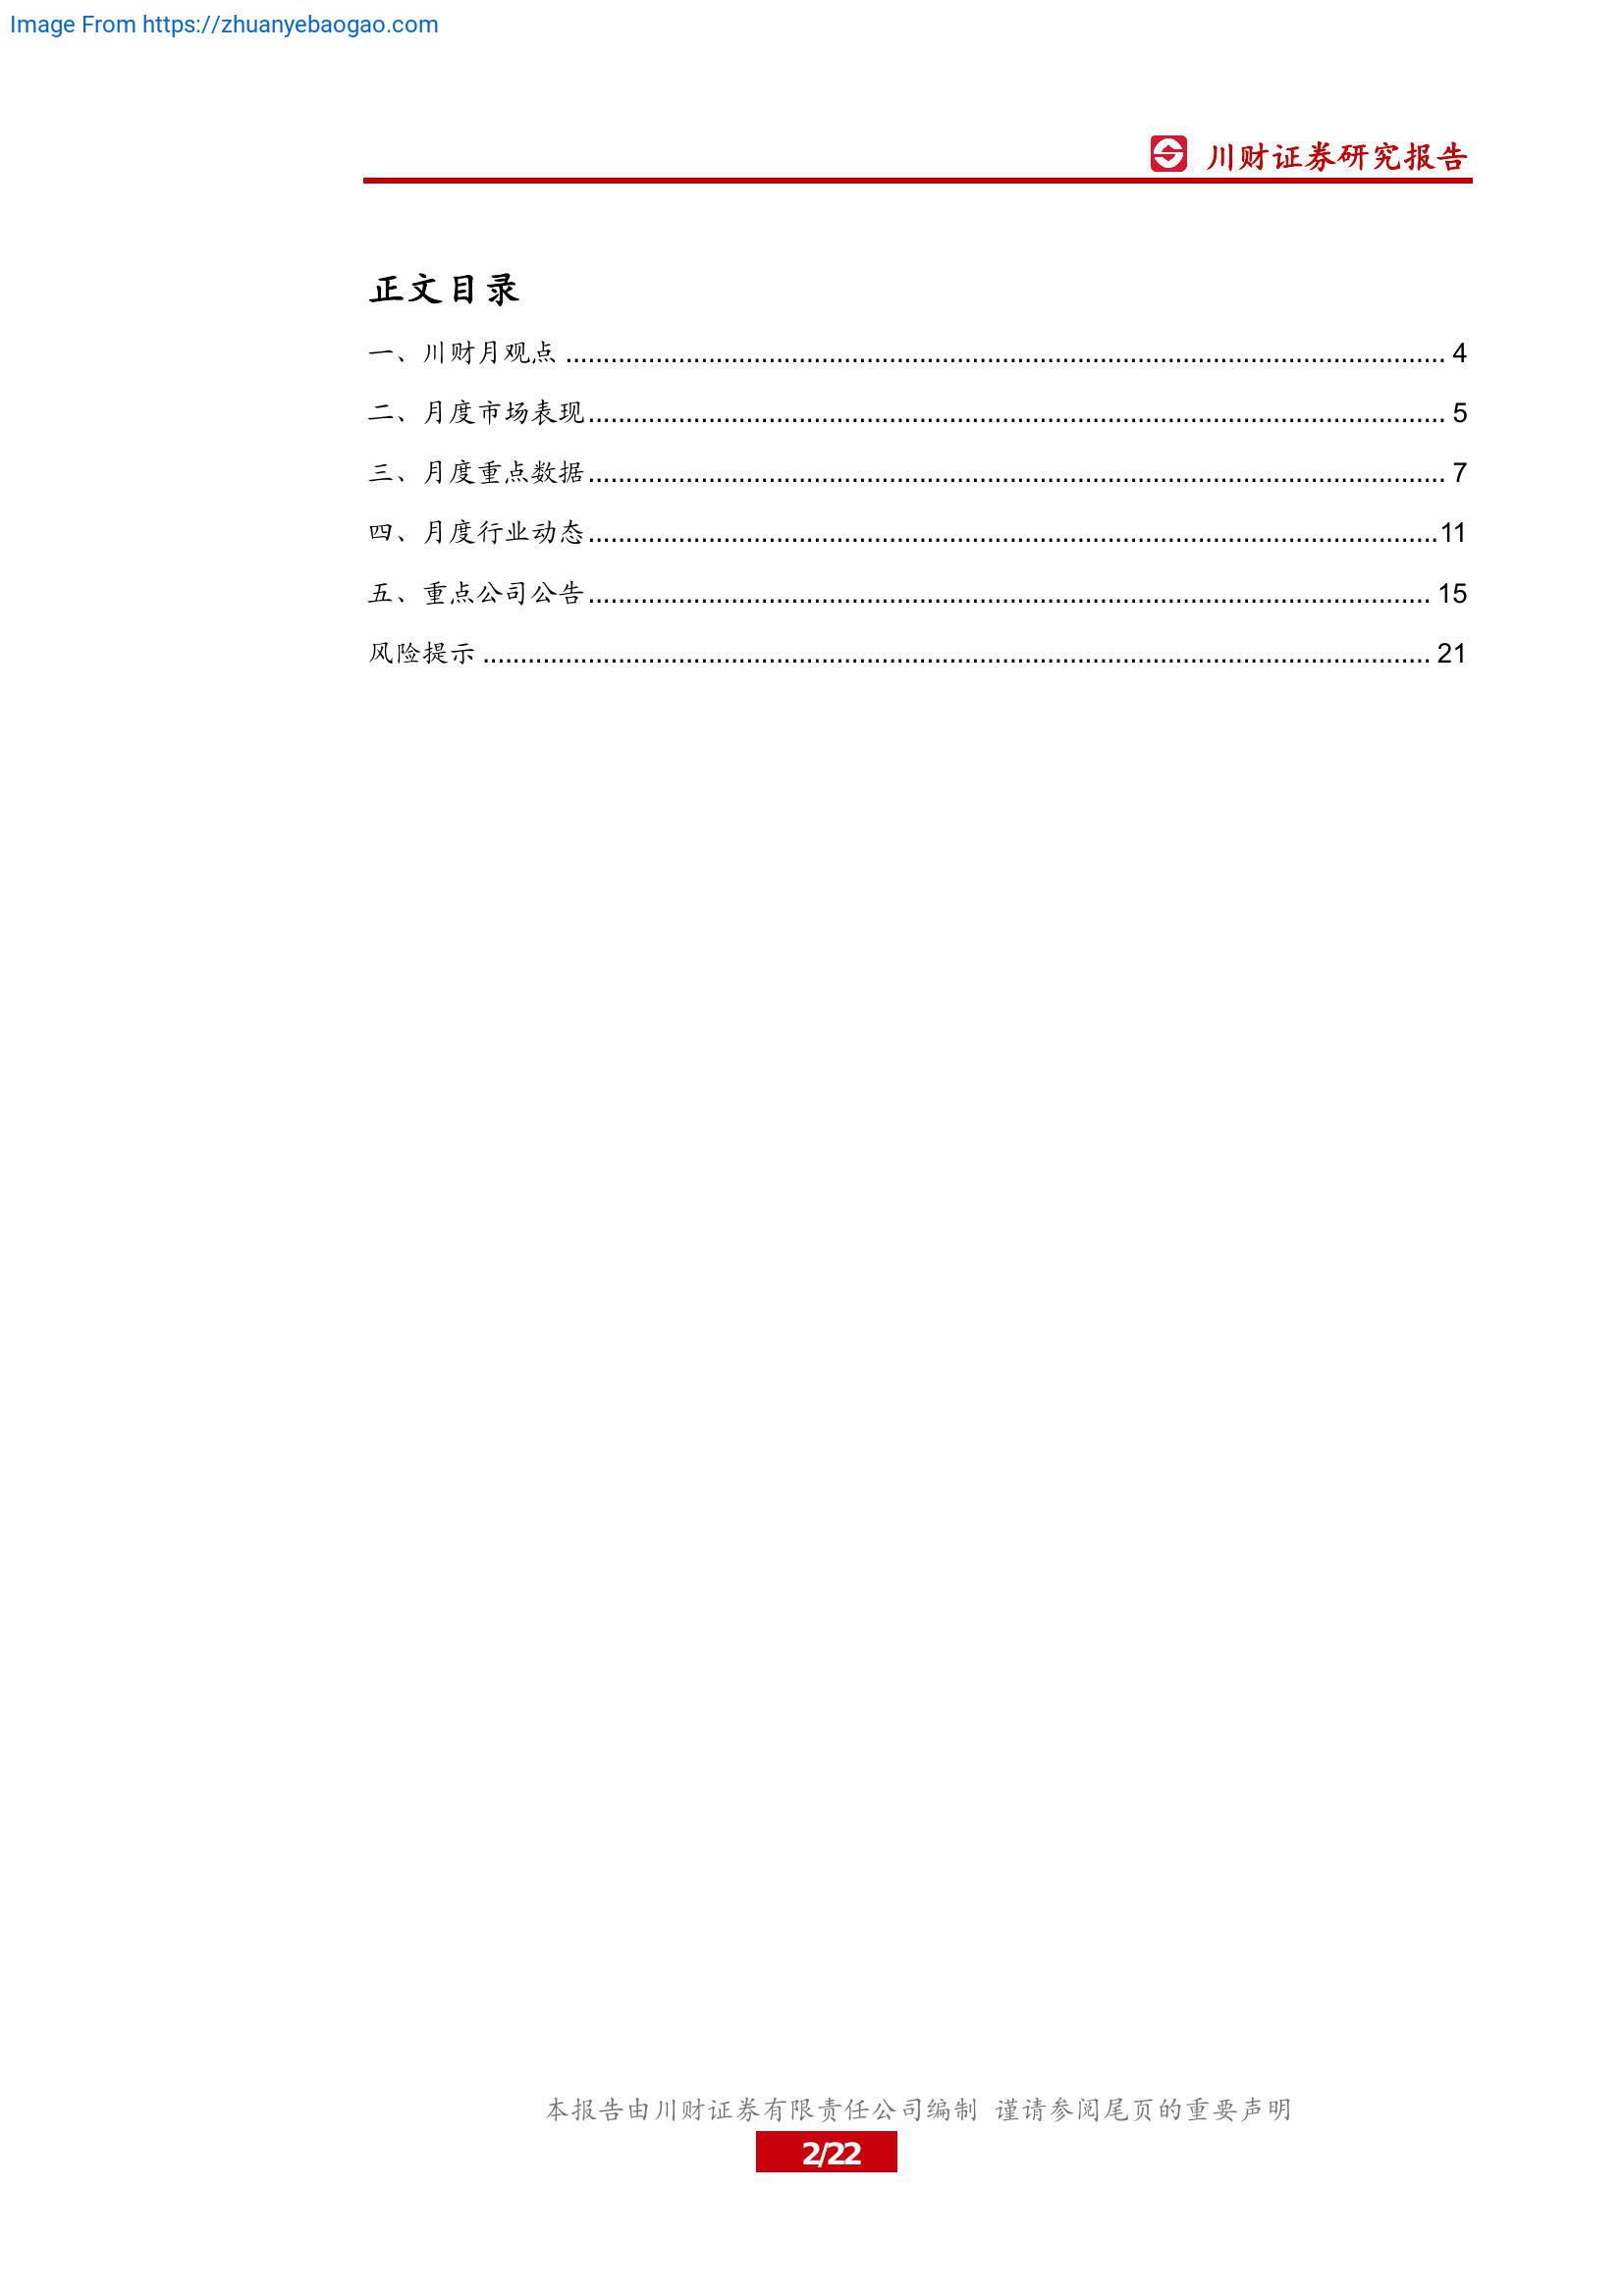 Image From https://zhuanyebaogao.com
川财证券研究报告
正文目录
一、川财月观点 ........................................................................................................................ 4
二、月度市场表现 ........................................................................................................................ 5
三、月度重点数据 ........................................................................................................................ 7
四、月度行业动态 ........................................................................................................................ 11
五、重点公司公告 ........................................................................................................................ 15
风险提示 ........................................................................................................................ 21
本报告由川财证券有限责任公司编制 谨请参阅尾页的重要声明
2/22